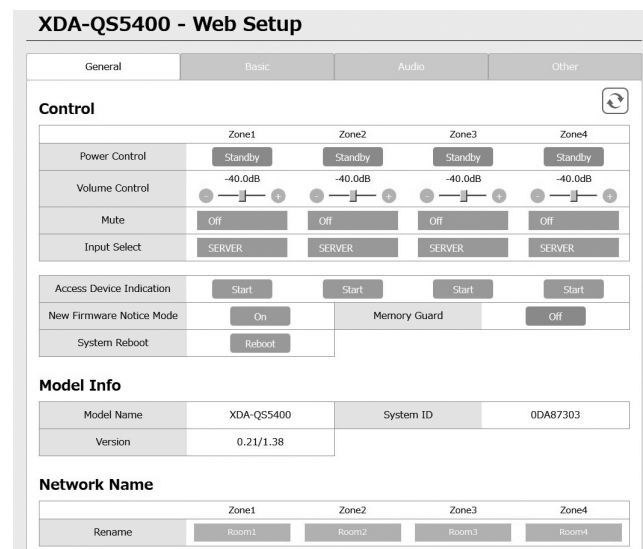 XDA-QS5400 - Web Setup
General Basic Audio Other
Control
Zone1 Zone2 Zone3 Zone4
Power Control Standby Standby Standby Standby
-40.0dB -40.0dB -40.0dB -40.0dB
Volume Control
Mute Off Off Off Off
Input Select SERVER SERVER SERVER SERVER
Access Device Indication Start Start Start Start
New Firmware Notice Mode On Memory Guard Off
System Reboot Reboot
Model Info
Model Name XDA-QS5400 System ID 0DA87303
Version 0.21/1.38
Network Name
Zone1 Zone2 Zone3 Zone4
Rename Room1 Room2 Room3 Room4